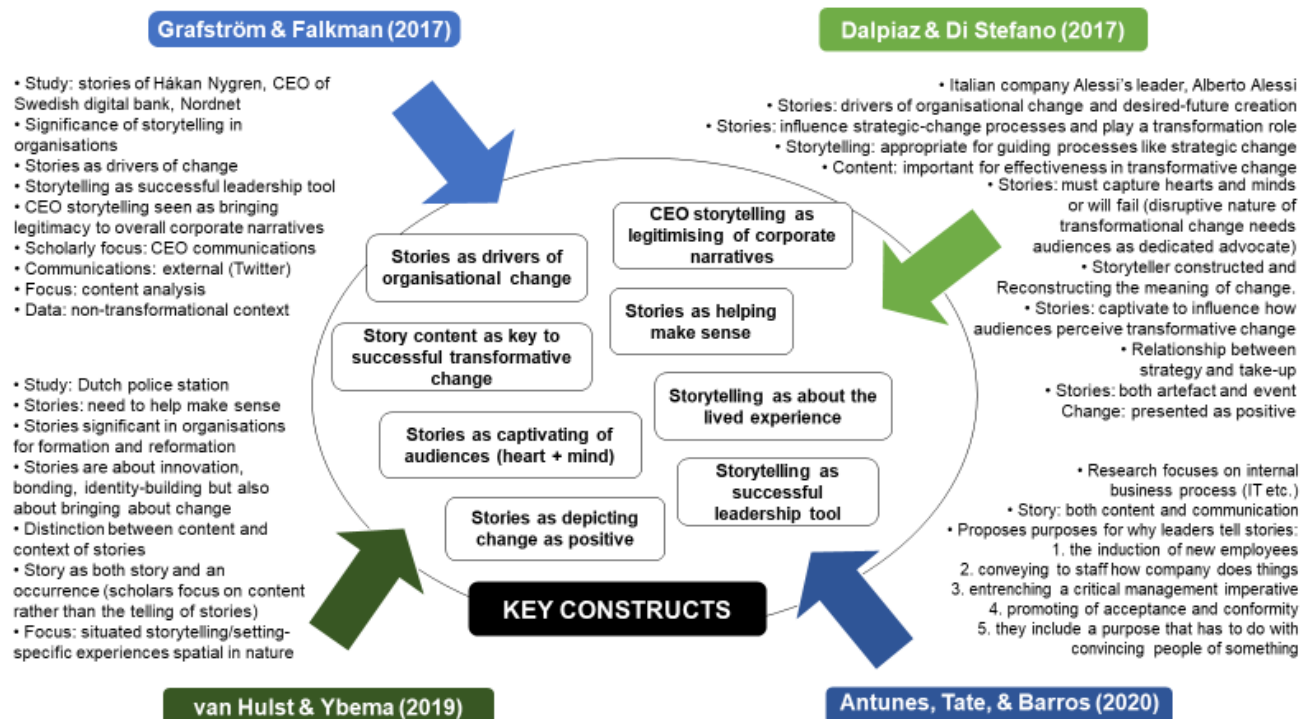 Grafström & Falkman (2017)
• Study: stories of Hákan Nygren, CEO of
Swedish digital bank, Nordnet
• Significance of storytelling in
organisations
• Stories as drivers of change
• Storytelling as successful leadership tool
• CEO storytelling seen as bringing
legitimacy to overall corporate narratives
• Scholarly focus: CEO communications
• Communications: external (Twitter)
• Focus: content analysis
• Data: non-transformational context
Dalpiaz & Di Stefano (2017)
• Italian company Alessi's leader, Alberto Alessi
• Stories: drivers of organisational change and desired-future creation
• Stories: influence strategic-change processes and play a transformation role
• Storytelling: appropriate for guiding processes like strategic change
• Content: important for effectiveness in transformative change
• Stories: must capture hearts and minds
or will fail (disruptive nature of
transformational change needs
audiences as dedicated advocate)
• Storyteller constructed and
Reconstructing the meaning of change.
• Stories: captivate to influence how
audiences perceive transformative change
• Relationship between
strategy and take-up
• Stories: both artefact and event
Change: presented as positive
CEO storytelling as
legitimising of corporate
narratives
Stories as drivers of
organisational change
Stories as helping
make sense
Story content as key to
successful transformative
change
Storytelling as about the
lived experience
Stories as captivating of
audiences (heart + mind)
Storytelling as
successful
leadership tool
Stories as depicting
change as positive
KEY CONSTRUCTS
• Study: Dutch police station
• Stories: need to help make sense
• Stories significant in organisations
for formation and reformation
• Stories are about innovation,
bonding, identity-building but also
about bringing about change
• Distinction between content and
context of stories
• Story as both story and an
occurrence (scholars focus on content
rather than the telling of stories)
• Focus: situated storytelling/setting-
specific experiences spatial in nature
van Hulst & Ybema (2019)
• Research focuses on internal
business process (IT etc.)
• Story: both content and communication
• Proposes purposes for why leaders tell stories:
1. the induction of new employees
2. conveying to staff how company does things
3. entrenching a critical management imperative
4. promoting of acceptance and conformity
5. they include a purpose that has to do with
convincing people of something
Antunes, Tate, & Barros (2020)